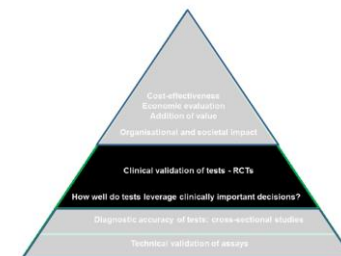 Cost-effectiveness
Economic evaluation
Addition of value
Organisational and societal impact
Clinical validation of tests - RCTs
How well do tests leverage clinically important decisions?
Diagnostic accuracy of tests: cross-sectional studies
Technical validation of assays